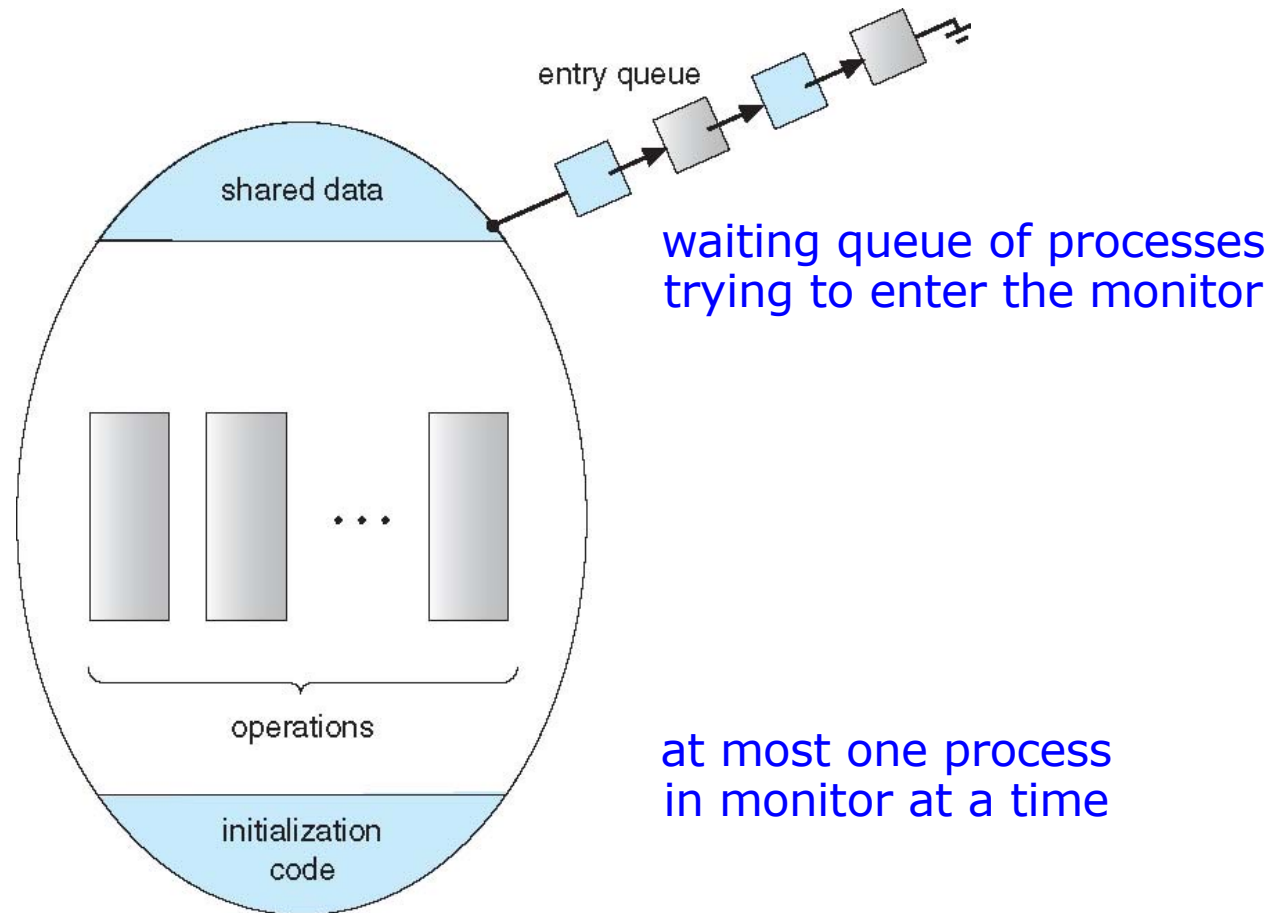 entry queue
shared data
waiting queue of processes
trying to enter the monitor
. . .
operations
at most one process
in monitor at a time
initialization
code